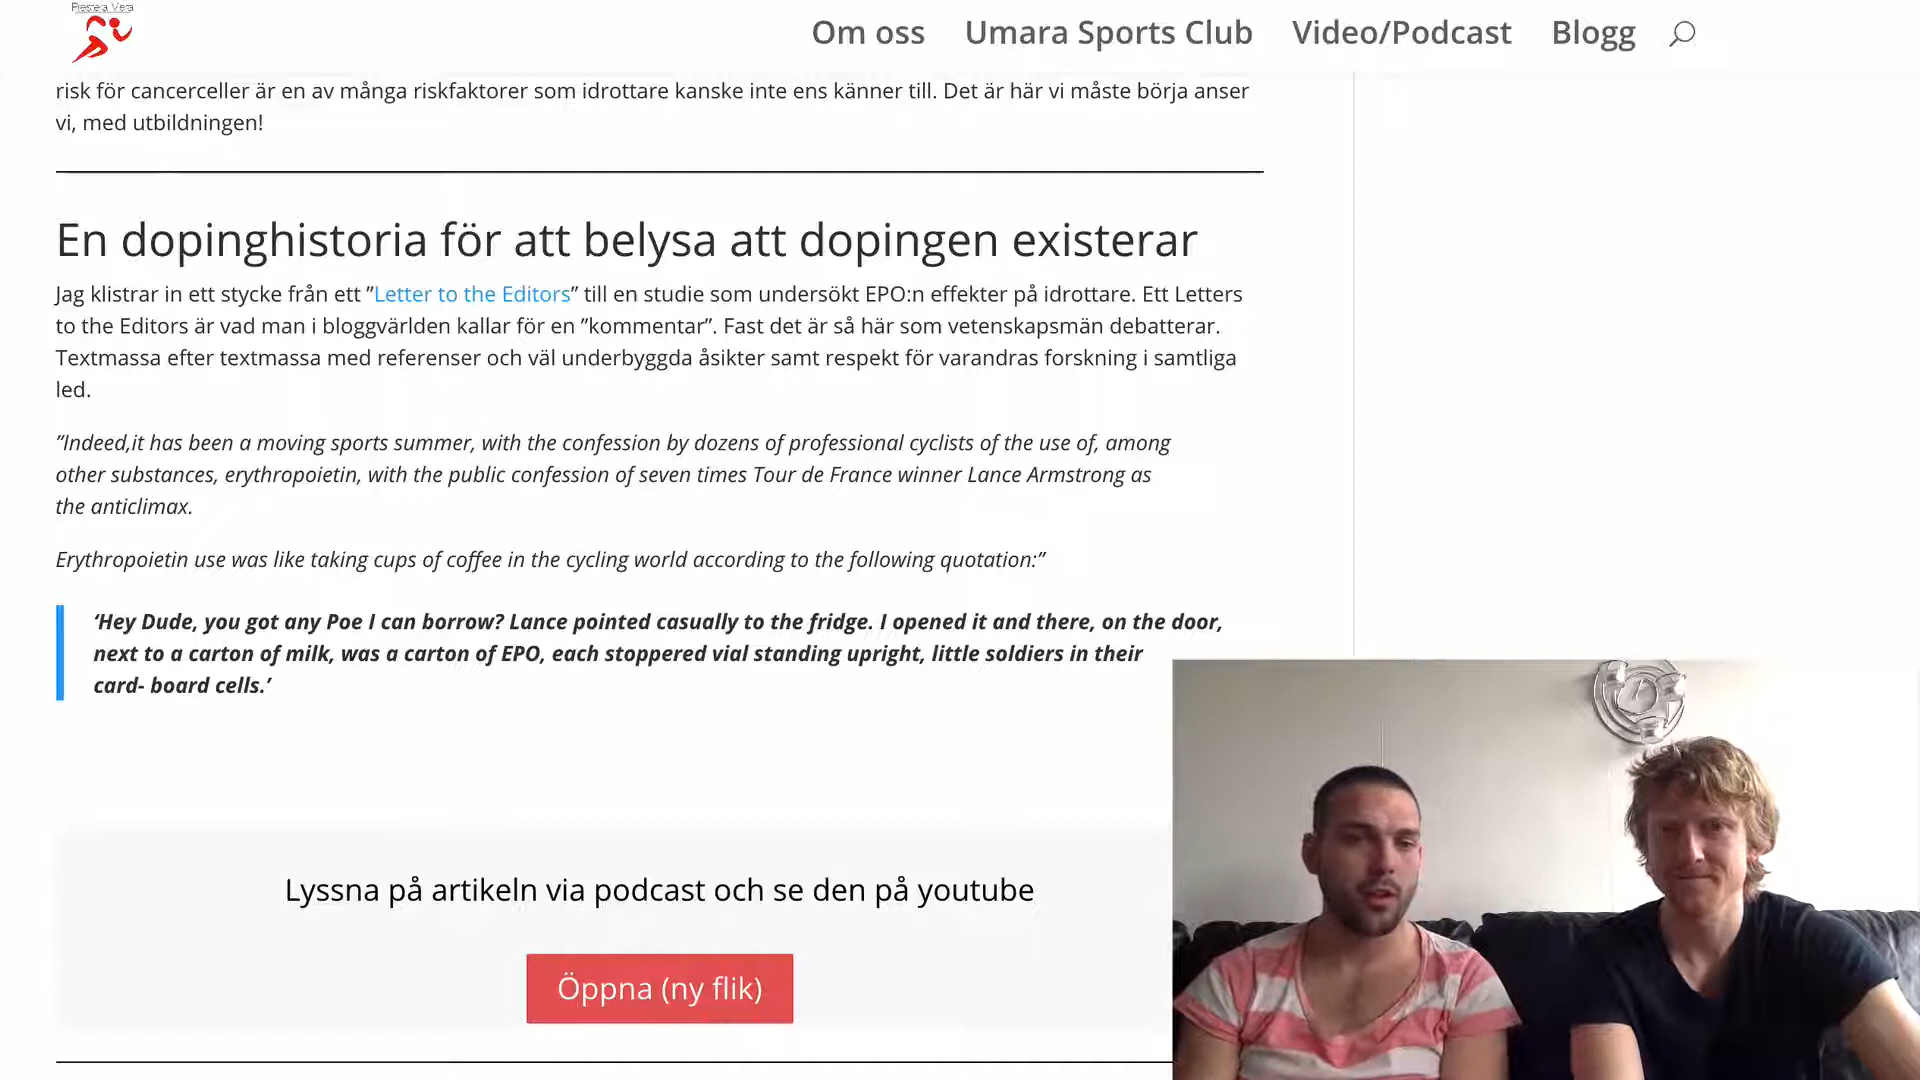 Prestera Mera
Om oss
Umara Sports Club
Video/Podcast
Blogg
risk för cancerceller är en av många riskfaktorer som idrottare kanske inte ens känner till. Det är här vi måste börja anser
vi, med utbildningen!
En dopinghistoria för att belysa att dopingen existerar
Jag klistrar in ett stycke från ett ”Letter to the Editors” till en studie som undersökt EPO:n effekter på idrottare. Ett Letters
to the Editors är vad man i bloggvärlden kallar för en ”kommentar”. Fast det är så här som vetenskapsmän debatterar.
Textmassa efter textmassa med referenser och väl underbyggda åsikter samt respekt för varandras forskning i samtliga
led.
”Indeed,it has been a moving sports summer, with the confession by dozens of professional cyclists of the use of, among
other substances, erythropoietin, with the public confession of seven times Tour de France winner Lance Armstrong as
the anticlimax.
Erythropoietin use was like taking cups of coffee in the cycling world according to the following quotation:”
‘Hey Dude, you got any Poe I can borrow? Lance pointed casually to the fridge. I opened it and there, on the door,
next to a carton of milk, was a carton of EPO, each stoppered vial standing upright, little soldiers in their
card- board cells.’
Lyssna på artikeln via podcast och se den på youtube
Öppna (ny flik)